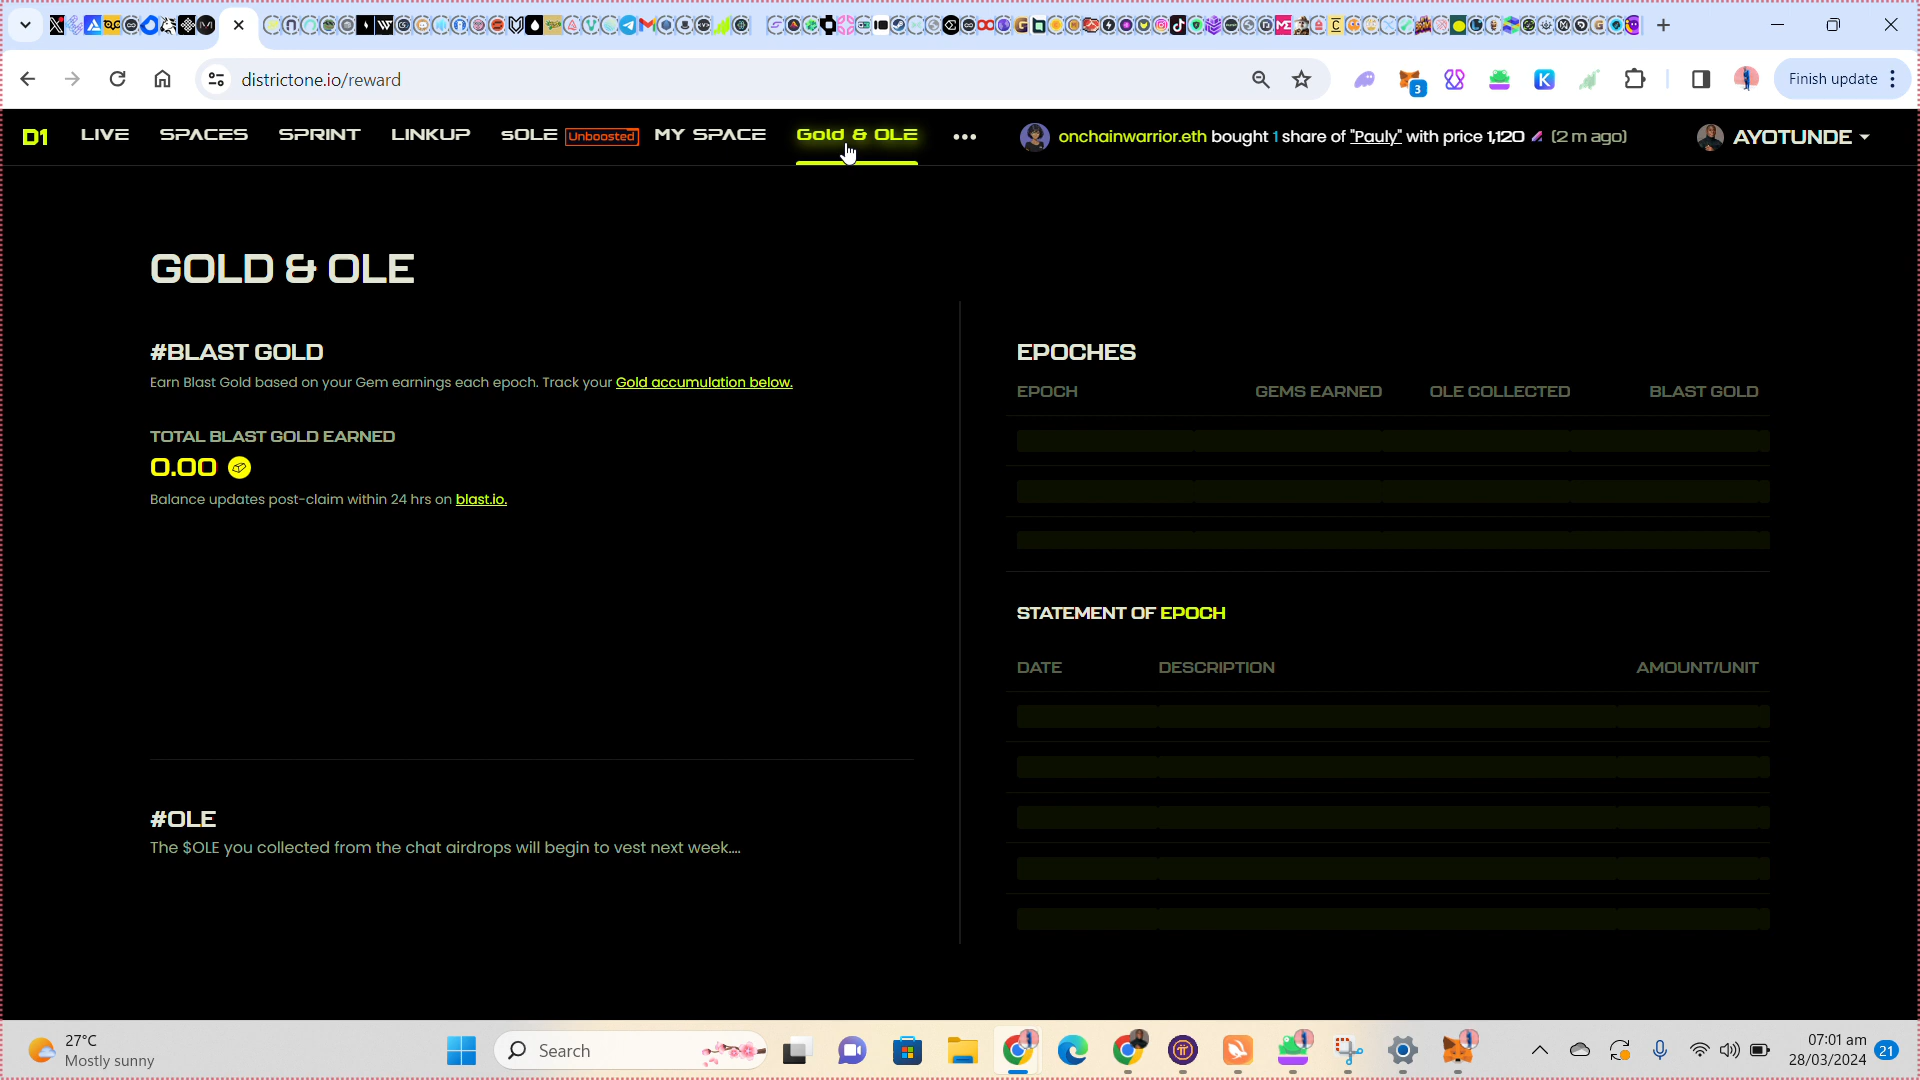 districtone.io/reward
3
Finish update
D1 LIVE SPACES SPRINT LINKUP sOLE Unboosted MY SPACE Gold & OLE ••• onchainwarrior.eth bought 1 share of "Pauly" with price 1,120 (2 m ago) AYOTUNDE
GOLD & OLE
#BLAST GOLD
Earn Blast Gold based on your Gem earnings each epoch. Track your Gold accumulation below.
TOTAL BLAST GOLD EARNED
0.00
Balance updates post-claim within 24 hrs on blast.io.
#OLE
The $OLE you collected from the chat airdrops will begin to vest next week....
EPOCHES
EPOCH GEMS EARNED OLE COLLECTED BLAST GOLD
STATEMENT OF EPOCH
DATE DESCRIPTION AMOUNT/UNIT
27°C
Mostly sunny
Search
07:01 am
28/03/2024
21